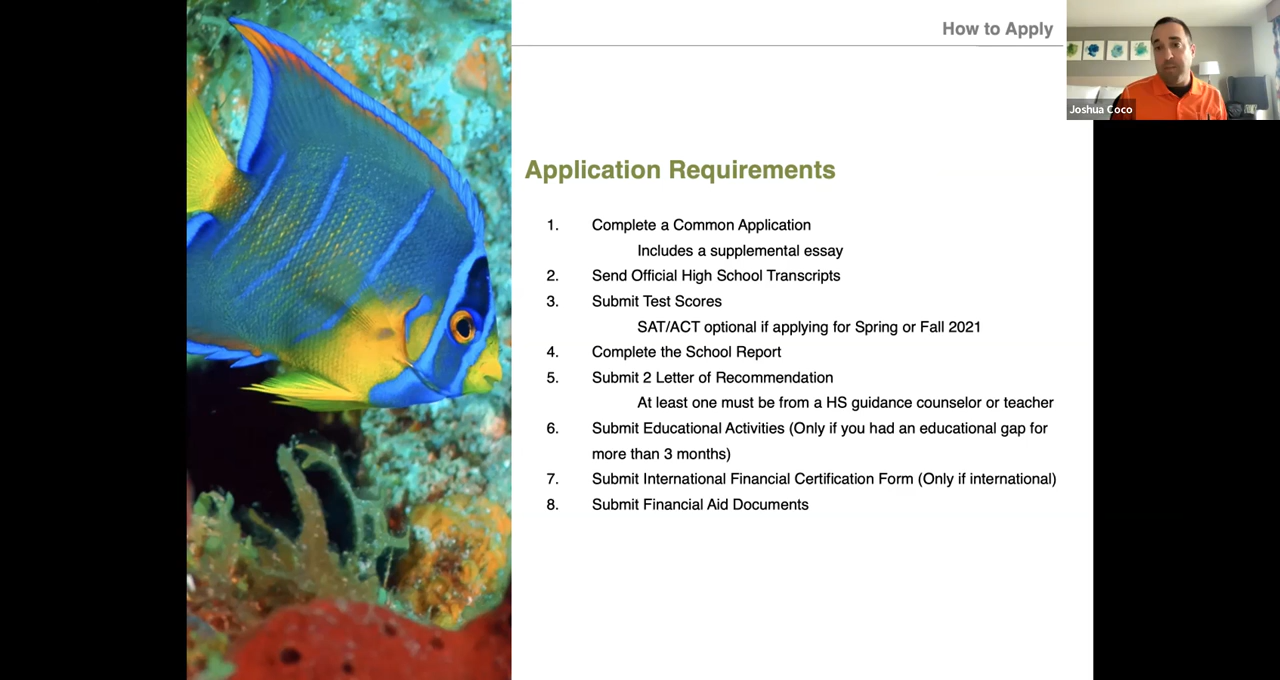 How to Apply
Joshua Coco
Application Requirements
1. Complete a Common Application
Includes a supplemental essay
2. Send Official High School Transcripts
3. Submit Test Scores
SAT/ACT optional if applying for Spring or Fall 2021
4. Complete the School Report
5. Submit 2 Letter of Recommendation
At least one must be from a HS guidance counselor or teacher
6. Submit Educational Activities (Only if you had an educational gap for
more than 3 months)
7. Submit International Financial Certification Form (Only if international)
8. Submit Financial Aid Documents